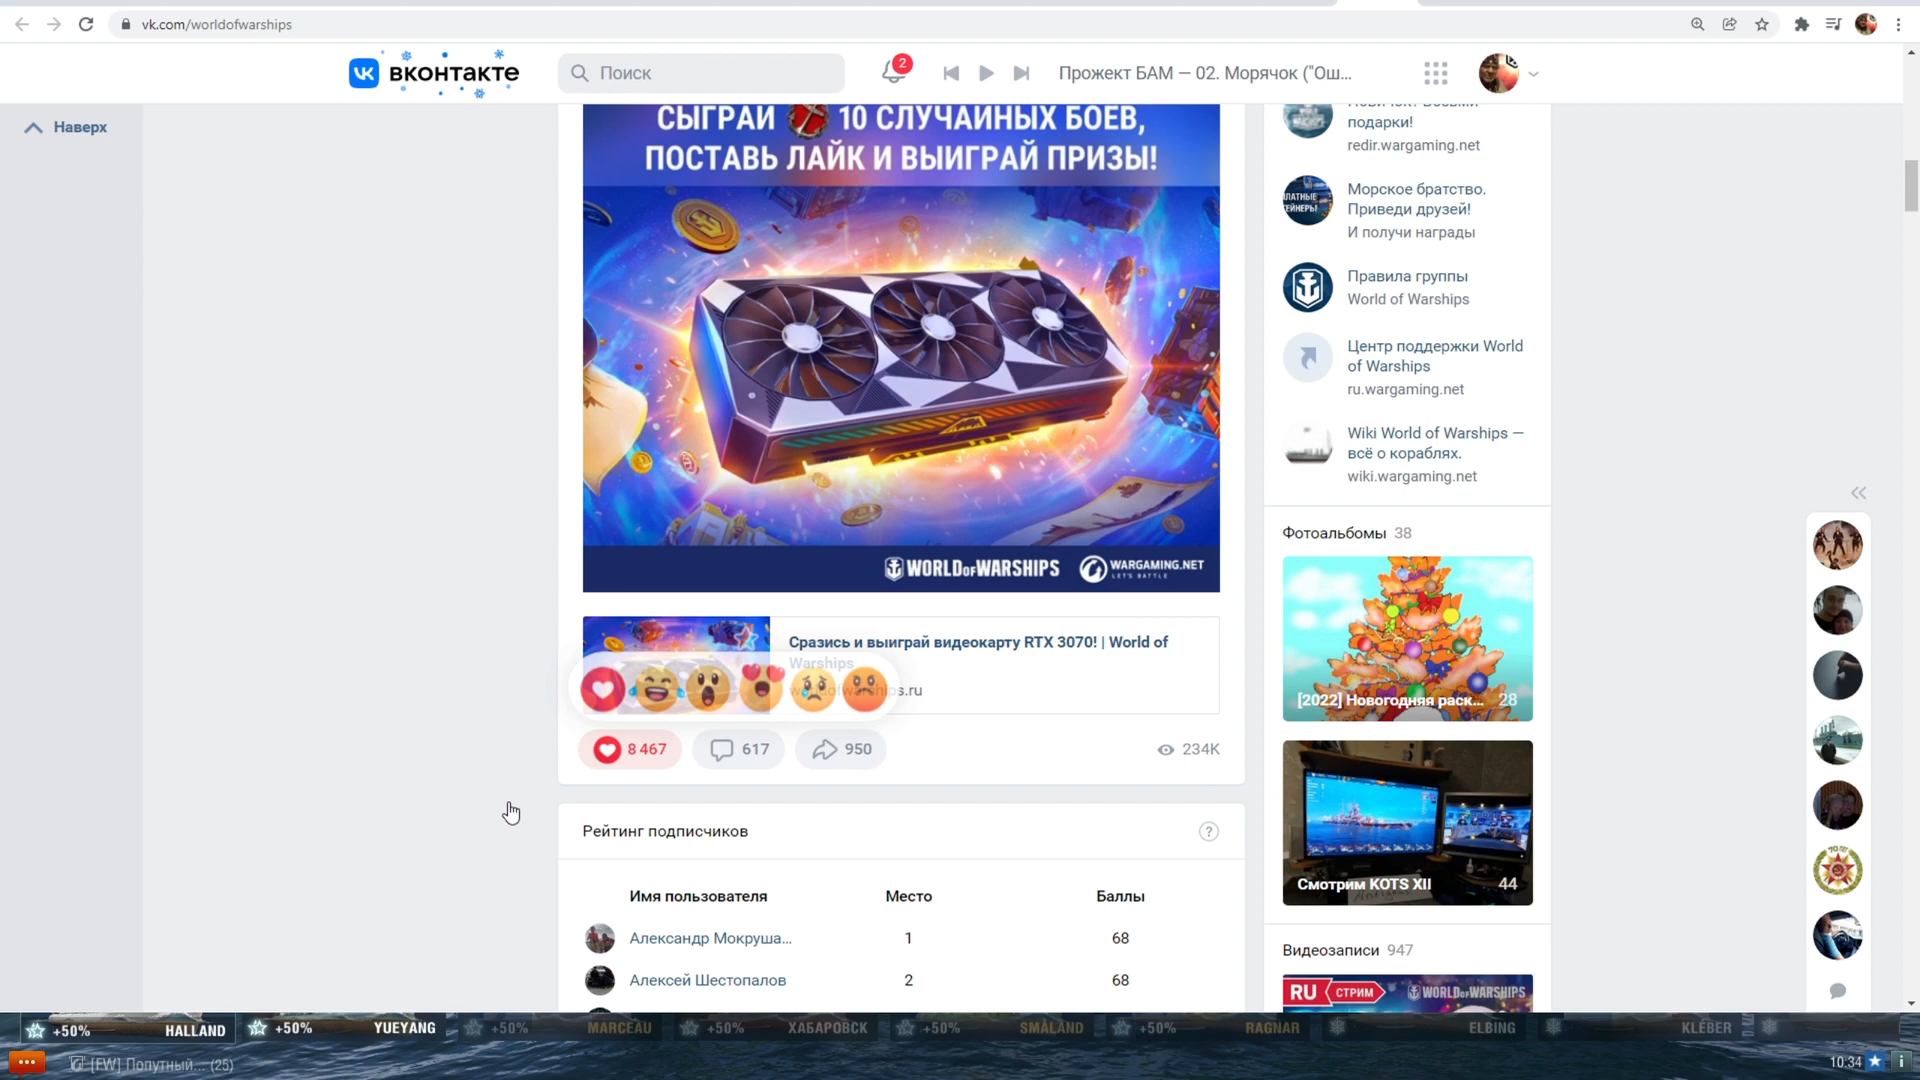 vk.com/worldofwarships
вконтакте
Поиск
2
Прожект БАМ — 02. Морячок ("Ош...
Наверх
СЫГРАЙ 10 СЛУЧАЙНЫХ БОЕВ,
ПОСТАВЬ ЛАЙК И ВЫИГРАЙ ПРИЗЫ!
WORLD OF WARSHIPS
WARGAMING.NET
LET'S BATTLE
Сразись и выиграй видеокарту RTX 3070! | World of
Warships
8 467
617
950
234K
Рейтинг подписчиков
?
Имя пользователя Место Баллы
Александр Мокруша... 1 68
Алексей Шестопалов 2 68
подарки!
redir.wargaming.net
Морское братство.
Приведи друзей!
И получи награды
Правила группы
World of Warships
Центр поддержки World
of Warships
ru.wargaming.net
Wiki World of Warships —
всё о кораблях.
wiki.wargaming.net
Фотоальбомы 38
[2022] Новогодняя раск... 28
Смотрим KOTS XII 44
Видеозаписи 947
RU СТРИМ WORLD OF WARSHIPS
+50% HALLAND
+50% YUEYANG
+50% MARCEAU
+50% ХАБАРОВСК
+50% SMÅLAND
+50% RAGNAR
ELBING
KLÉBER
[FW] Попутный... (25)
10:34